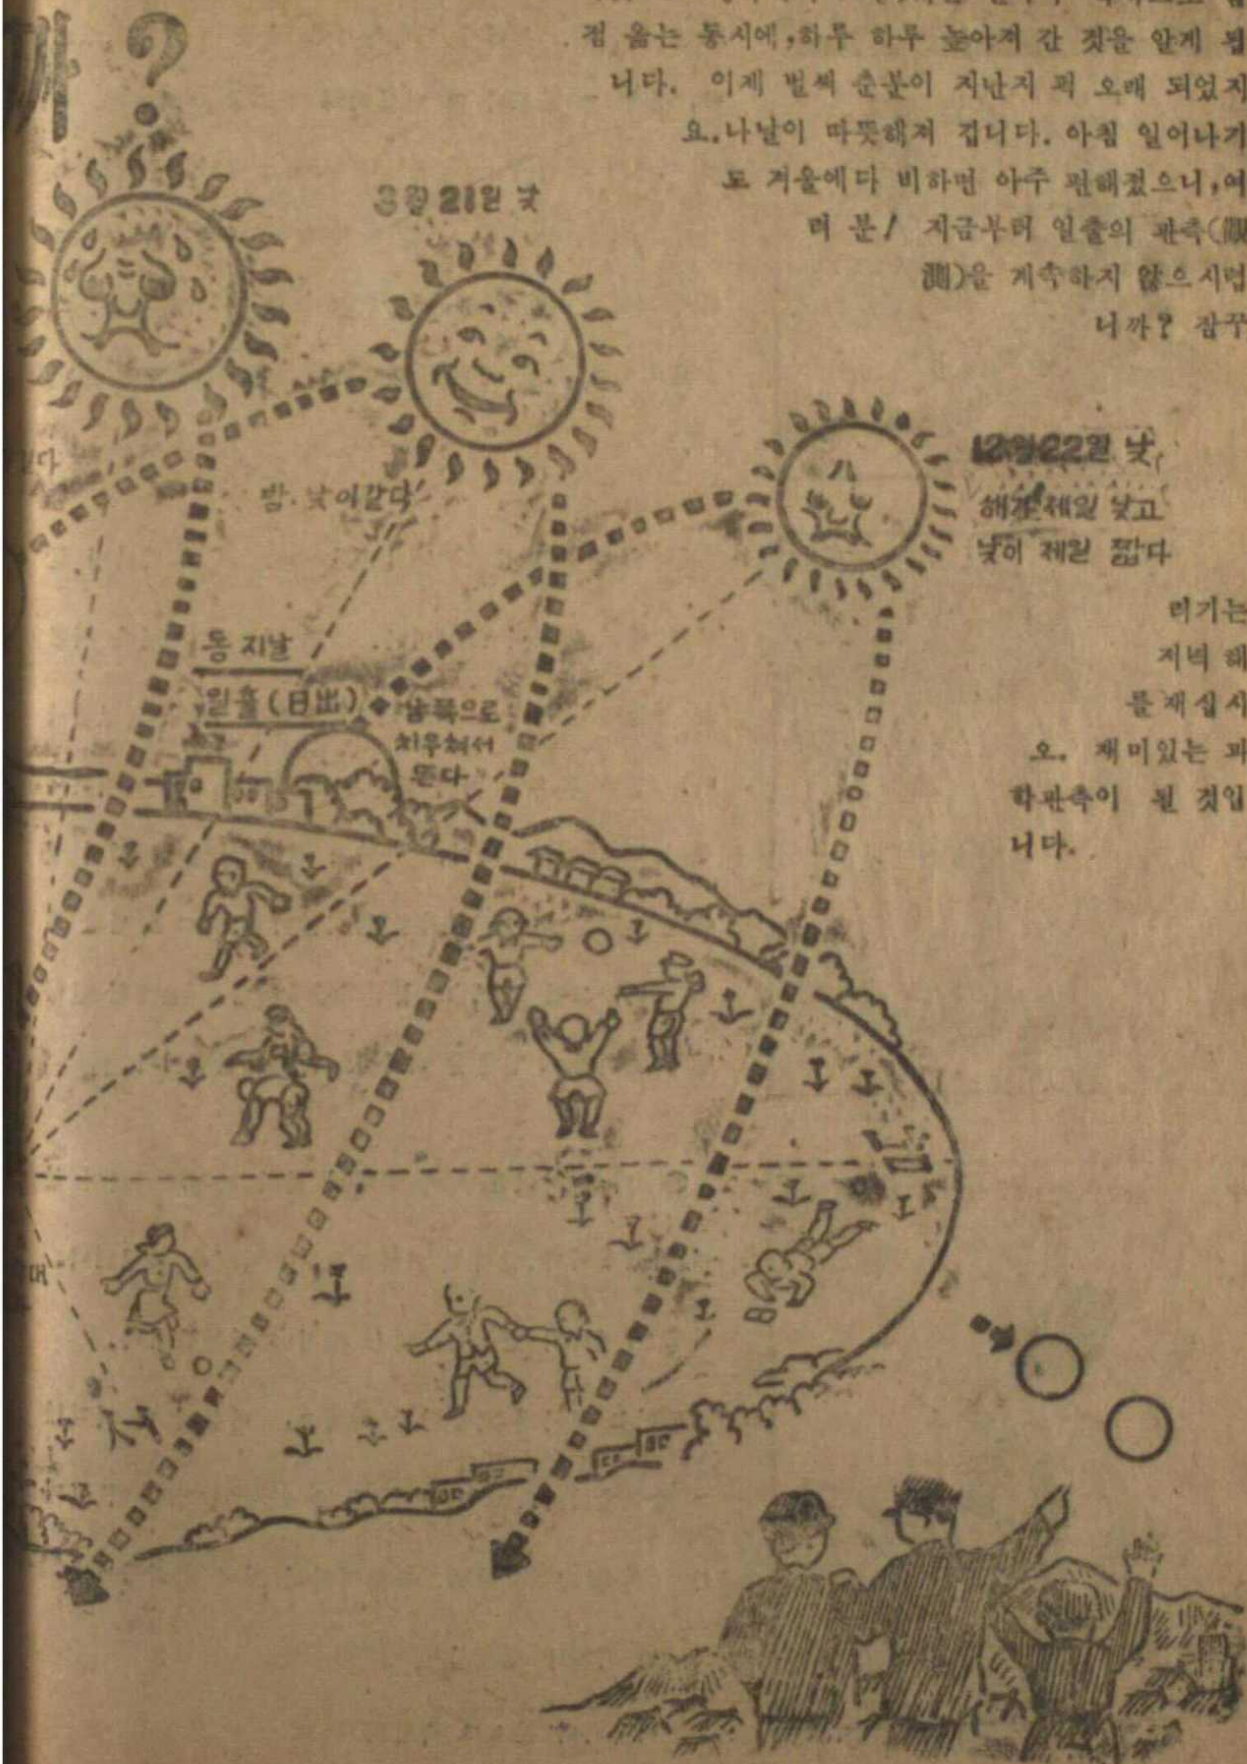 점 옮는 동시에,하루 하루 높아져 간 것을 알게 됩
니다. 이제 벌써 춘분이 지난지 퍽 오래 되었지
요.나날이 따뜻해져 갑니다. 아침 일어나기
도 겨울에다 비하면 아주 편해졌으니,여
러 분! 지금부터 일출의 관측(觀
測)을 계속하지 않으시렵
니까? 잠꾸
러기는
저녁 해
를 재십시
오. 재미있는 과
학관측이 될 것입
니다.
?
3월 21일 낮
밤·낮이같다
12월22일 낮
해가 제일 낮고
낮이 제일 짧다
동지날
일출(日出)
남쪽으로
치우쳐서
뜬다